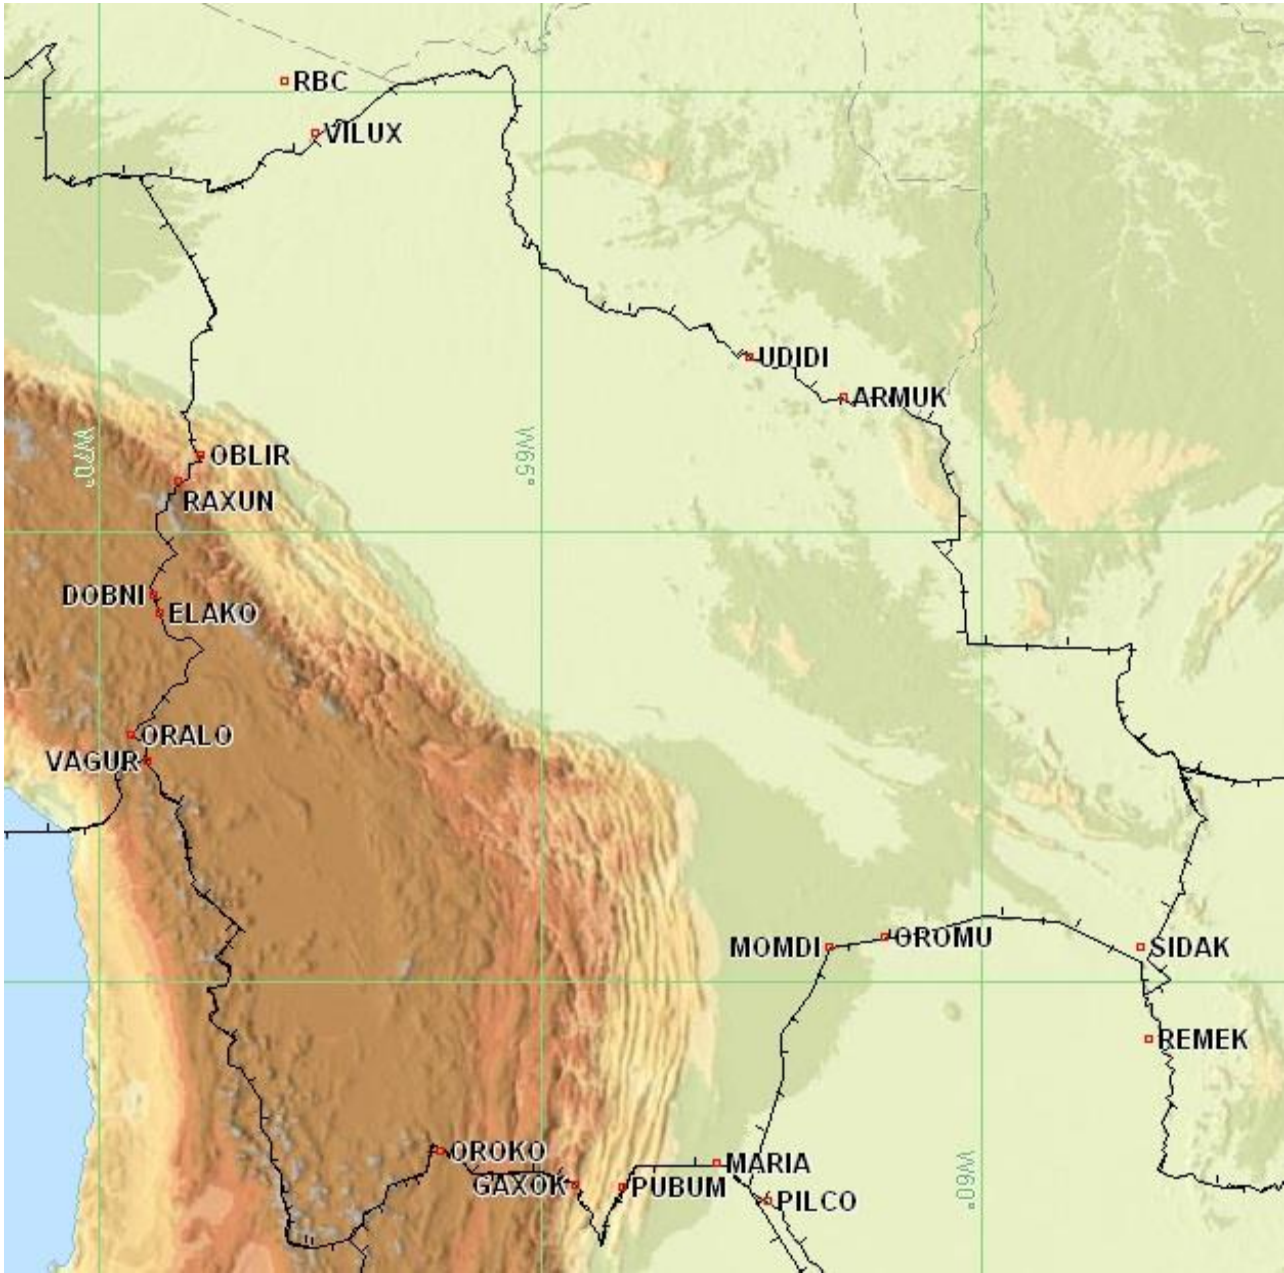 RBC
VILUX
UDIDI
ARMUK
W70°
W65°
OBLIR
RAXUN
DOBNI
ELAKO
ORALO
VAGUR
MOMDI
OROMU
SIDAK
REMEK
OROKO
GAXOK
PUBUM
MARIA
PILCO
W60°